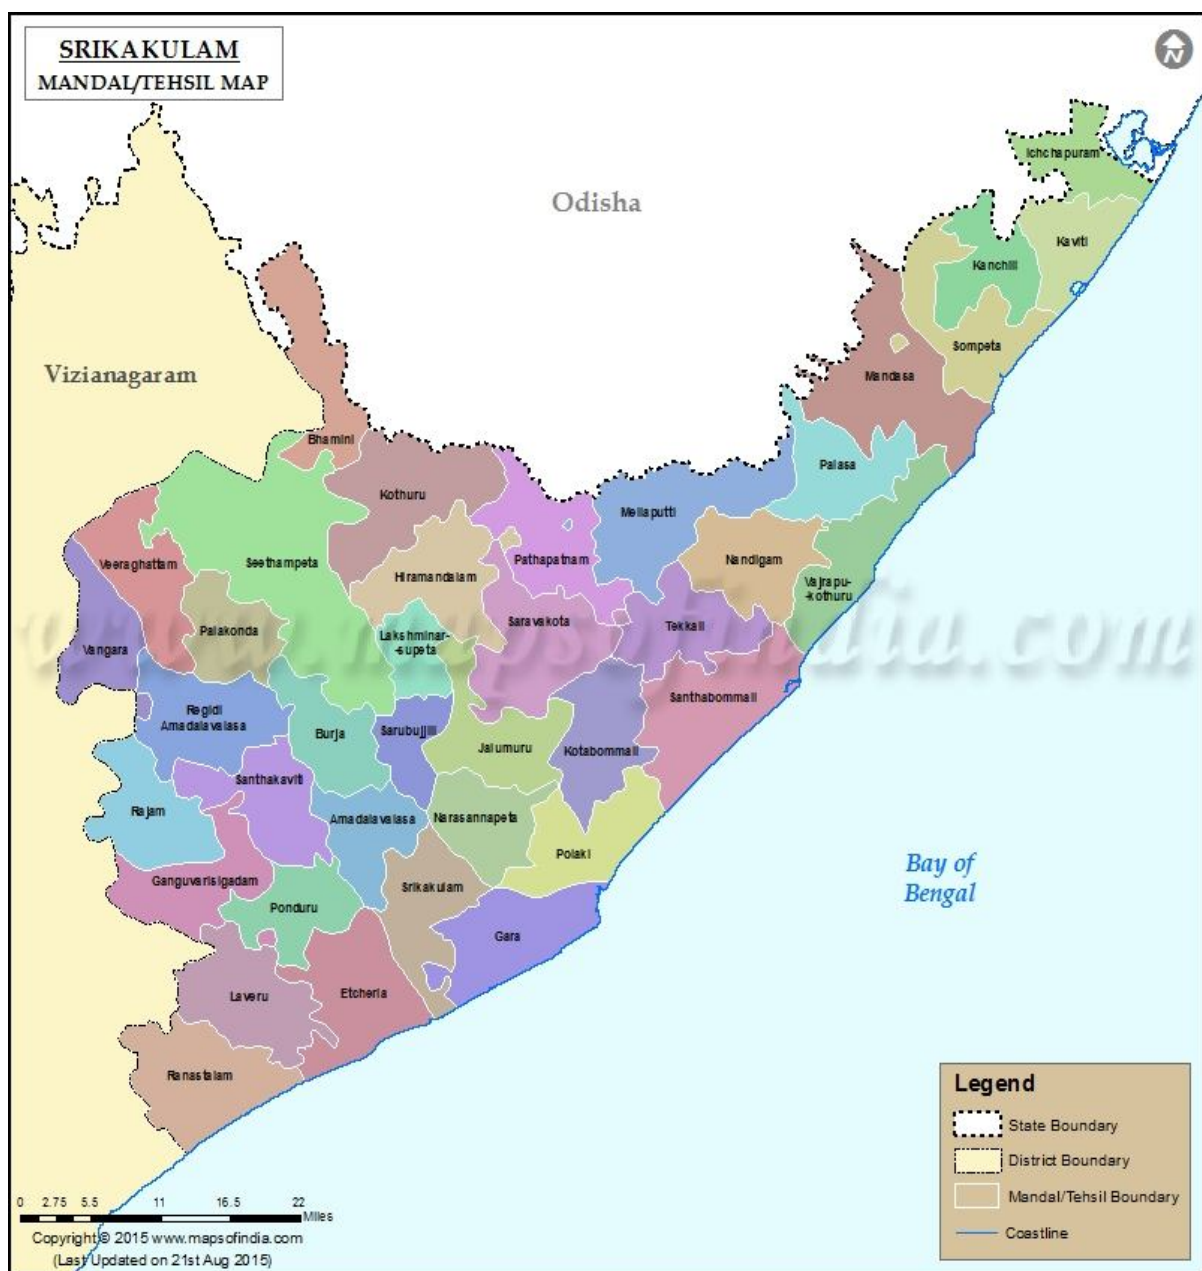 SRIKAKULAM
MANDAL/TEHSIL MAP
N
Ichchapuram
Odisha
Kaviti
Kanchili
Sompeta
Vizianagaram
Mandasa
Bhamini
Palasa
Kothuru
Meliaputti
Veeraghattam
Seethampeta
Hiramandalam
Pathapatnam
Nandigam
Vajrapu-
-kothuru
www.mapsofindia.com
Palakonda
Lakshminar-
-supeta
Saravakota
Tekkali
Vangara
Santhabommali
Regidi
Amadalavalasa
Burja
Sarubujjili
Jalumuru
Kotabommali
Santhakaviti
Rajam
Amadalavalasa
Narasannapeta
Polaki
Bay of
Bengal
Ganguvarisigadam
Srikakulam
Ponduru
Gara
Laveru
Etcherla
Ranastalam
Legend
State Boundary
District Boundary
Mandal/Tehsil Boundary
Coastline
0 2.75 5.5 11 16.5 22
Miles
Copyright © 2015 www.mapsofindia.com
(Last Updated on 21st Aug 2015)